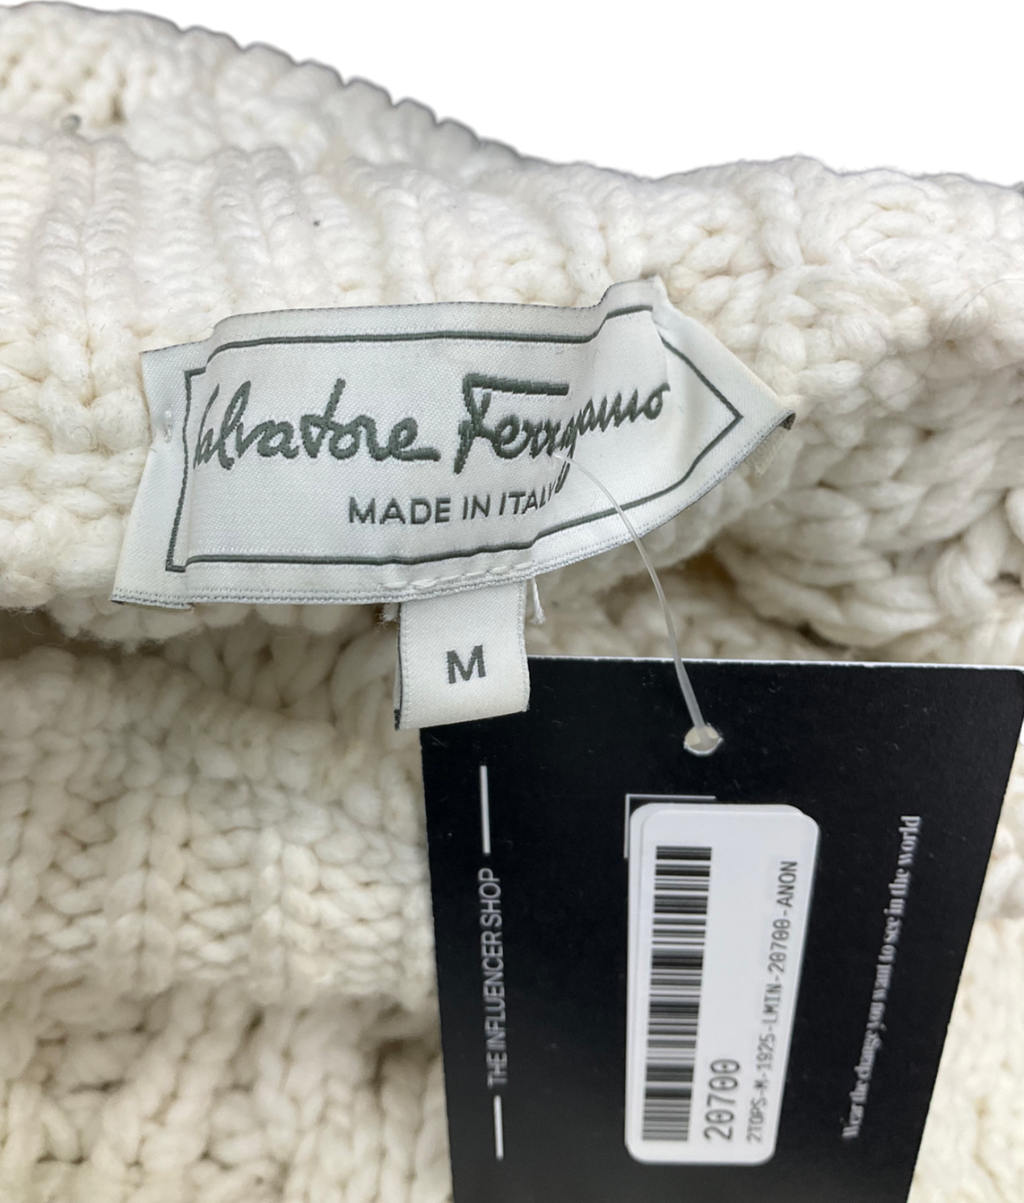 Salvatore Ferragamo
MADE IN ITALY
M
THE INFLUENCER SHOP
20700
2TOPS-M-1925-LMIN-20700-ANON
Wear the change you want to see in the world